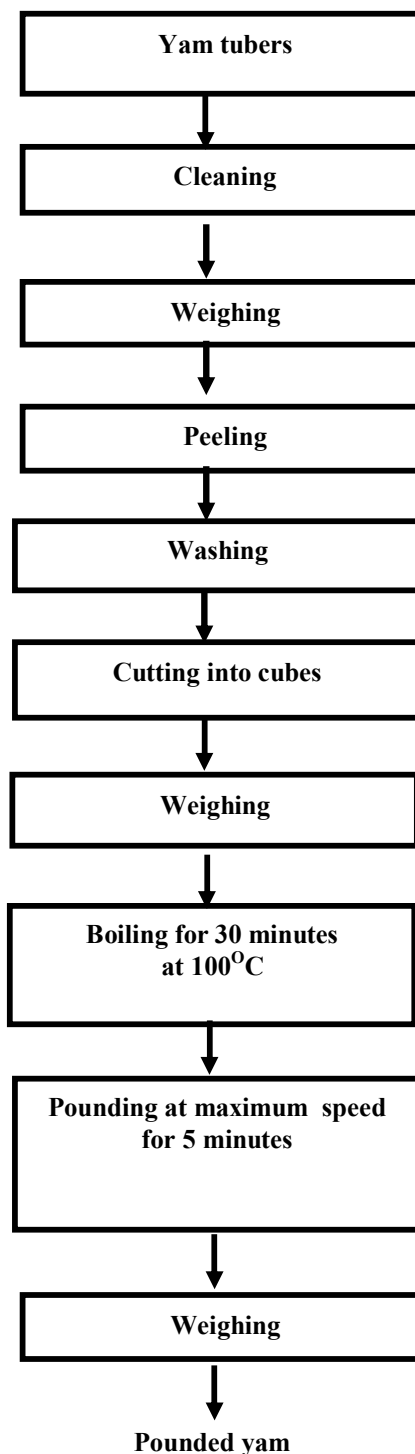 Yam tubers
Cleaning
Weighing
Peeling
Washing
Cutting into cubes
Weighing
Boiling for 30 minutes
at 100ᴼC
Pounding at maximum speed
for 5 minutes
Weighing
Pounded yam